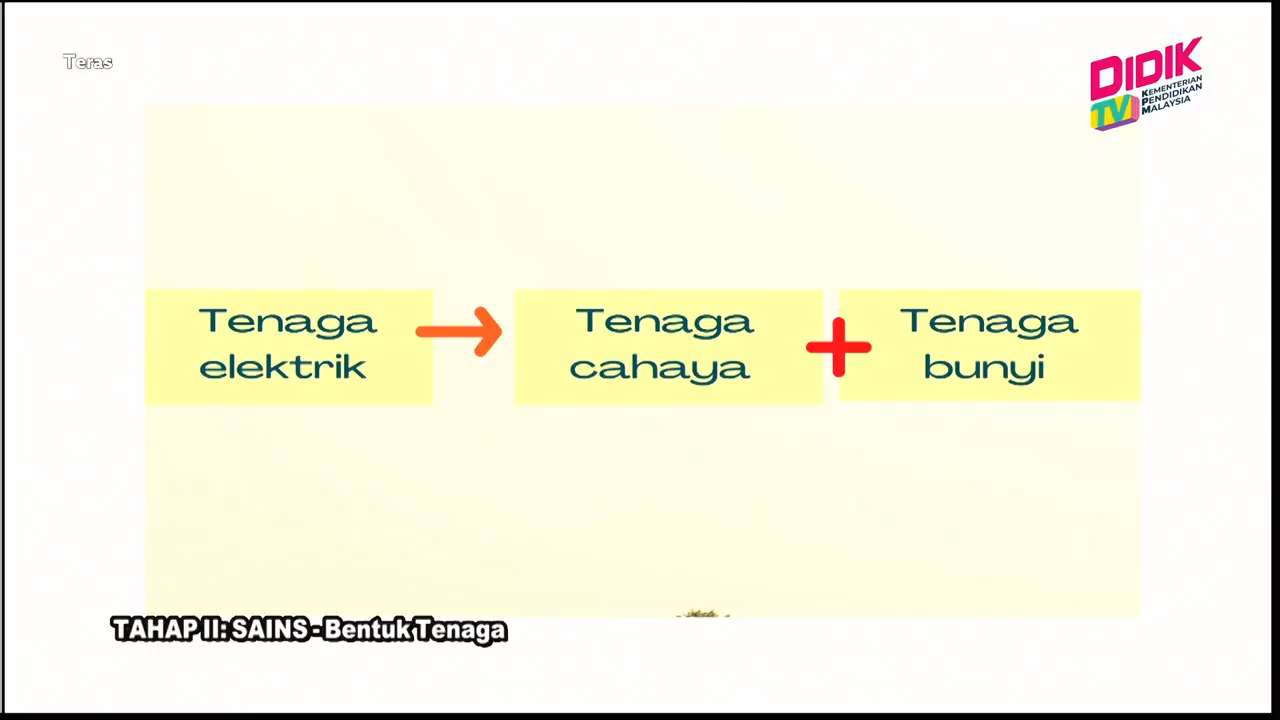 Teras
DIDIK
TV
KEMENTERIAN
PENDIDIKAN
MALAYSIA
Tenaga
elektrik
Tenaga
cahaya
Tenaga
bunyi
TAHAP II: SAINS - Bentuk Tenaga